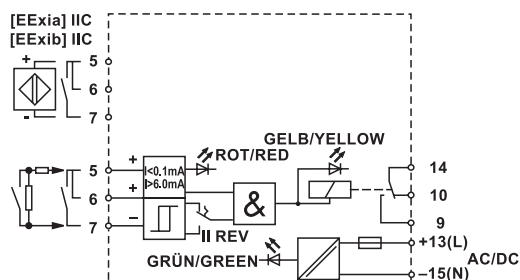 [EExia] IIC
[EExib] IIC
+
5
6
-
7
GELB/YELLOW
ROT/RED
5
+
I<0.1mA
I>6.0mA
14
6
+
&
10
7
–
II REV
9
+13(L)
GRÜN/GREEN
AC/DC
–15(N)